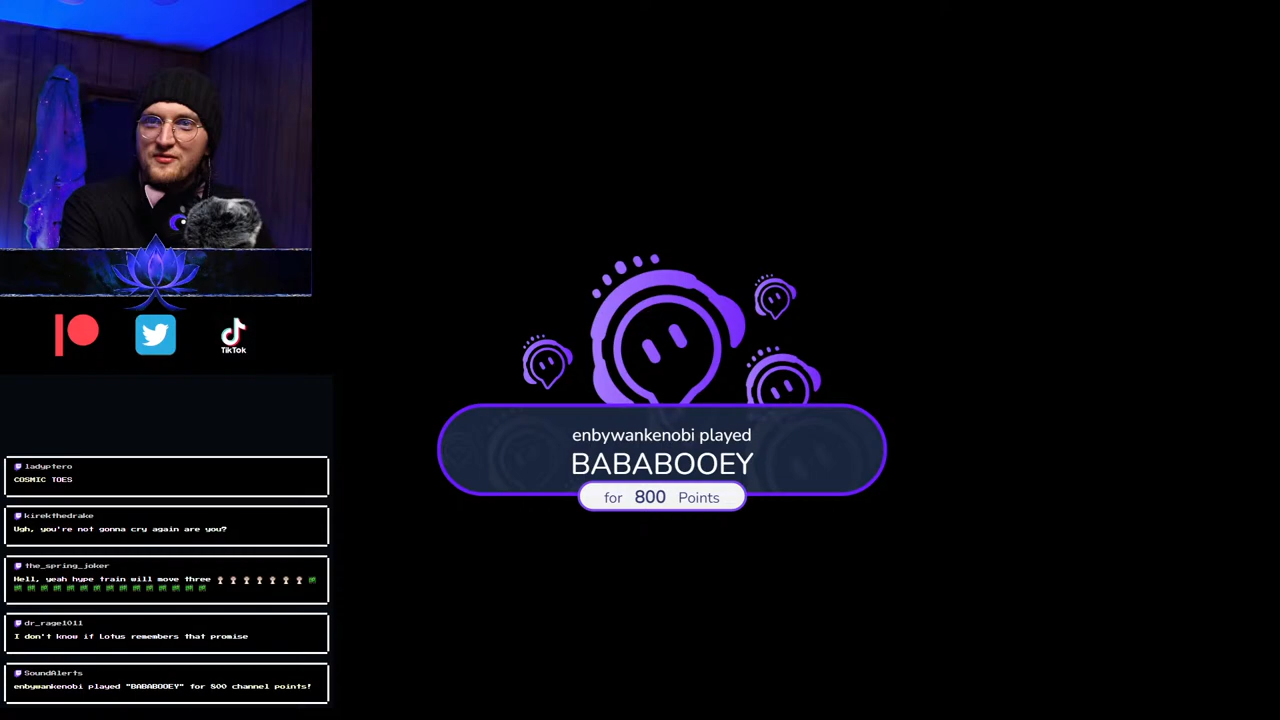 TikTok
enbywankenobi played
BABABOOEY
for 800 Points
ladyptero
COSMIC TOES
kirekthedrake
Ugh, you're not gonna cry again are you?
the_spring_joker
Hell, yeah hype train will move three
dr_rage1011
I don't know if Lotus remembers that promise
SoundAlerts
enbywankenobi played "BABABOOEY" for 800 channel points!